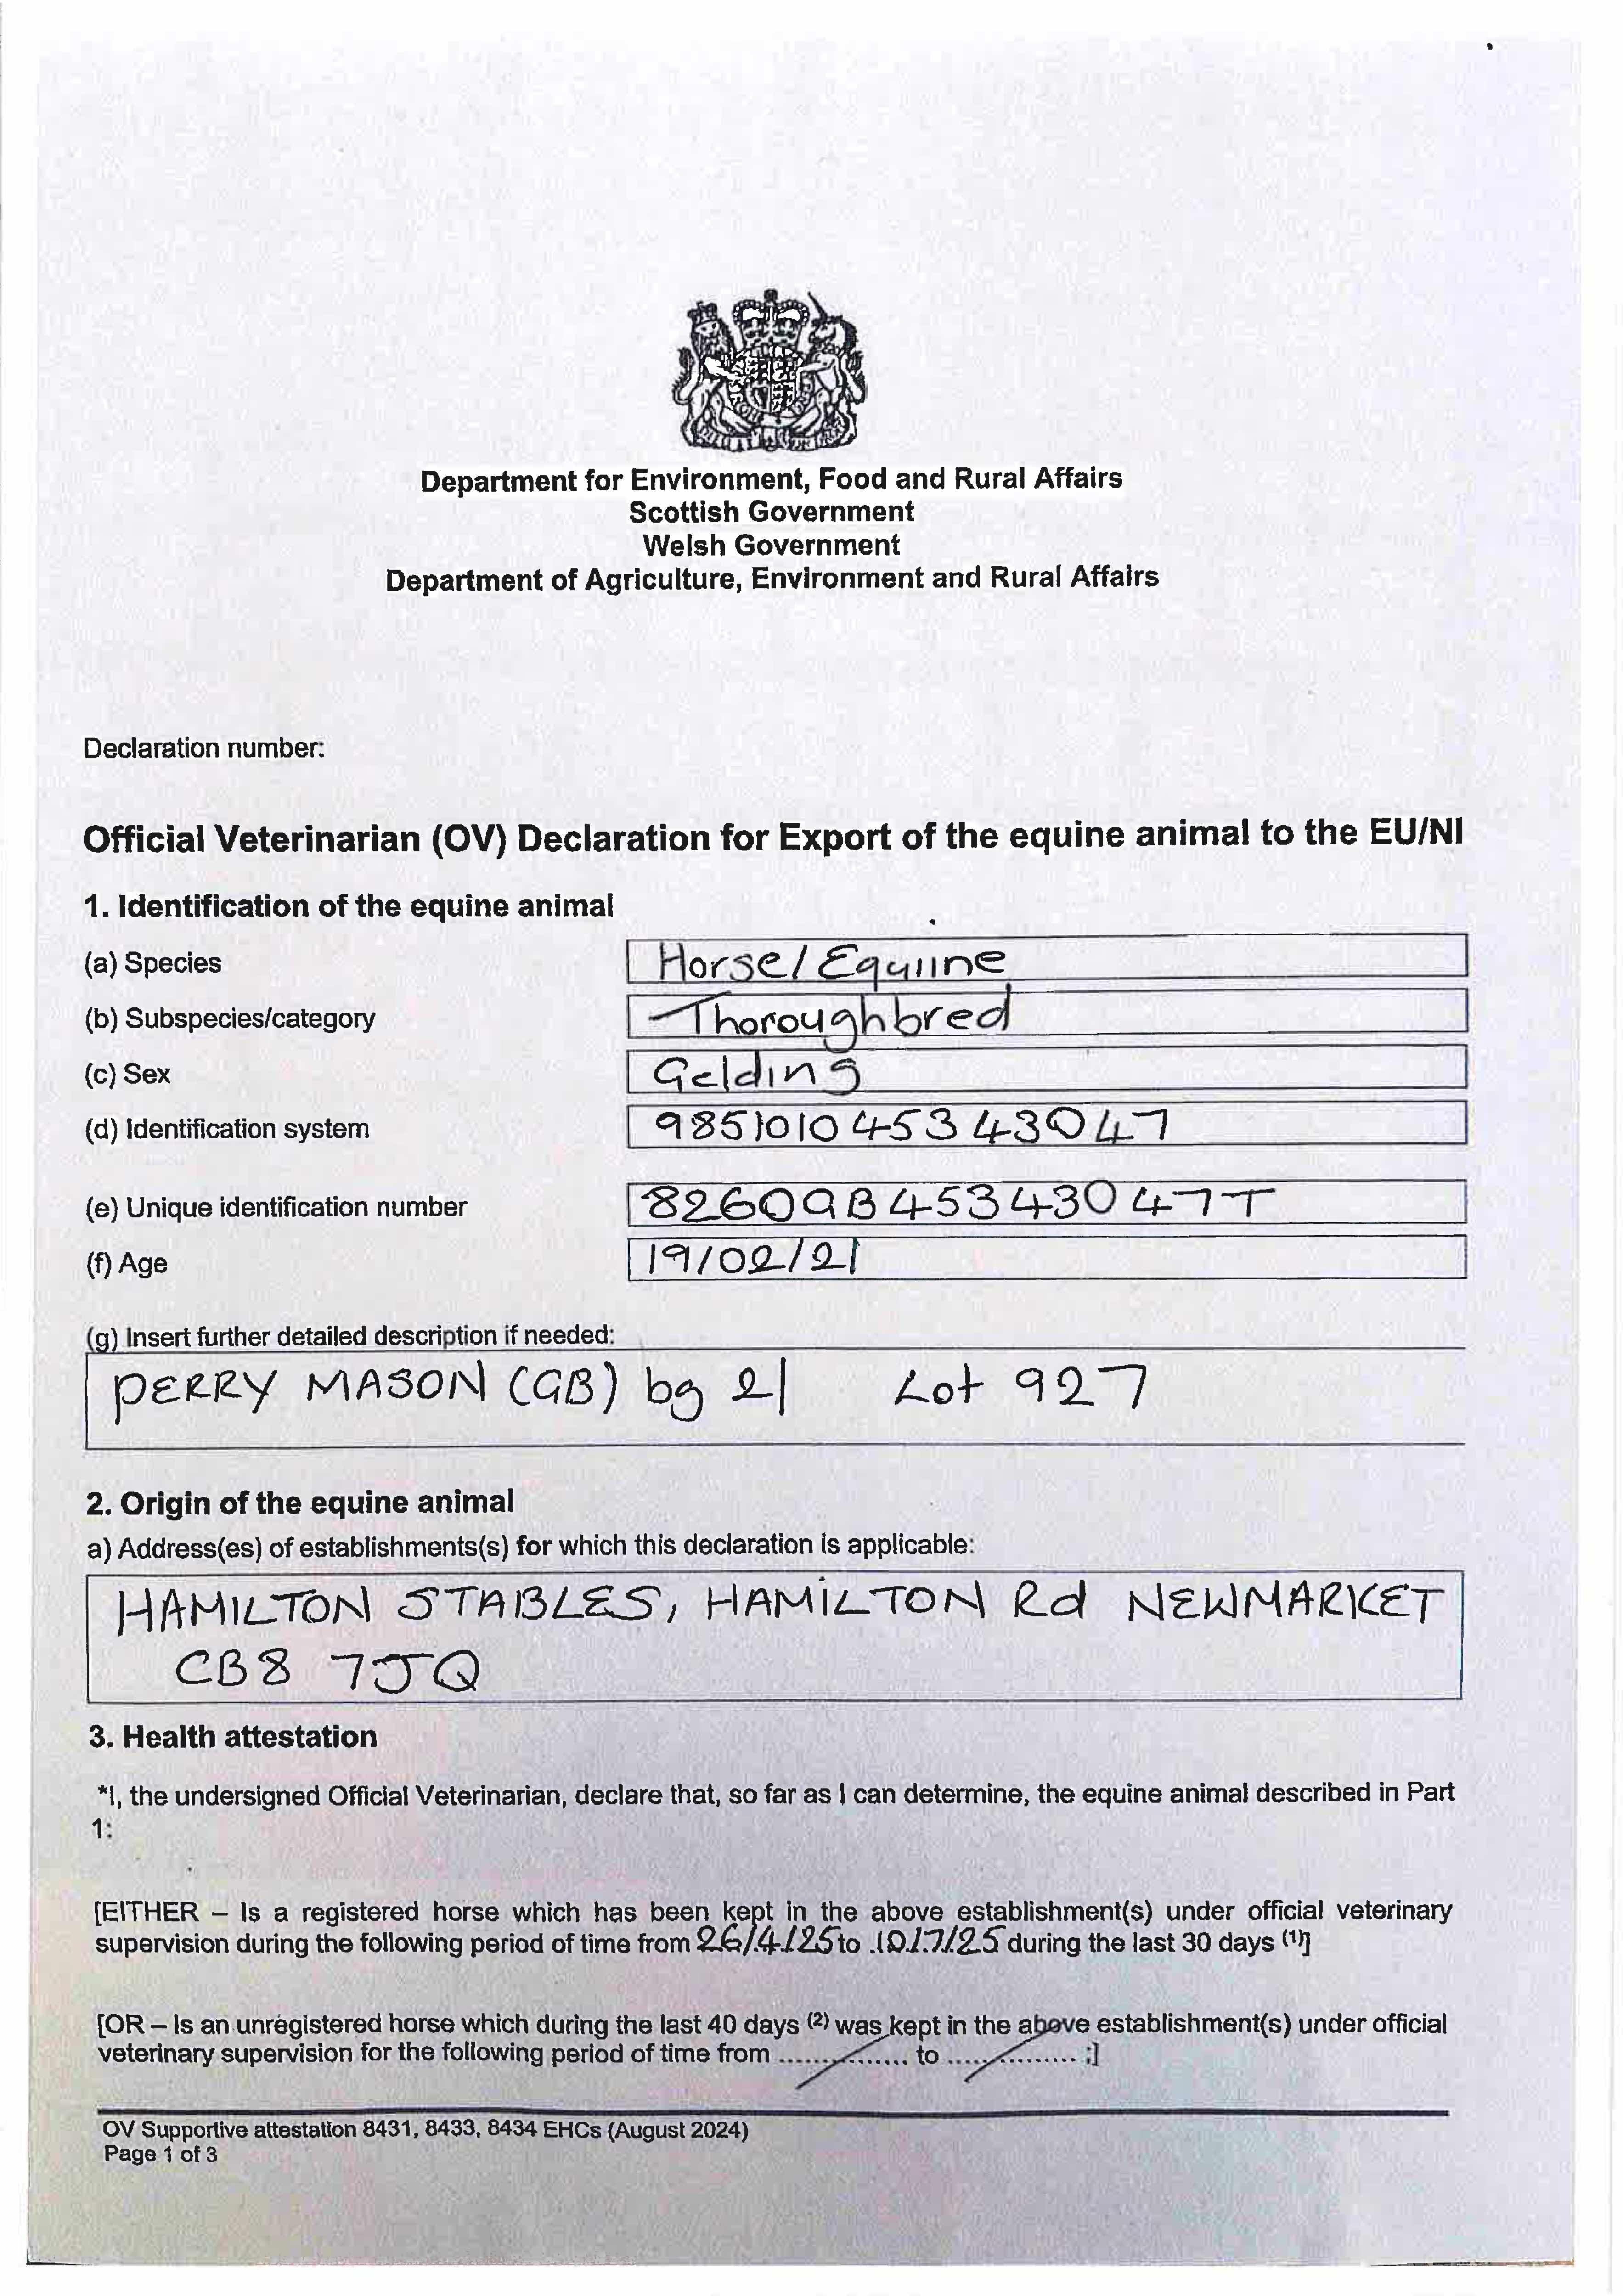 Department for Environment, Food and Rural Affairs
Scottish Government
Welsh Government
Department of Agriculture, Environment and Rural Affairs
Declaration number:
Official Veterinarian (OV) Declaration for Export of the equine animal to the EU/NI
1. Identification of the equine animal
(a) Species Horse/Equiine
(b) Subspecies/category Thoroughbred
(c) Sex Gelding
(d) Identification system 985101045343047
(e) Unique identification number 826GB45343047T
(f) Age 19/02/21
(g) Insert further detailed description if needed:
PERRY MASON (GB) bg 21 Lot 927
2. Origin of the equine animal
a) Address(es) of establishments(s) for which this declaration is applicable:
HAMILTON STABLES, HAMILTON Rd NEWMARKET
CB8 7JQ
3. Health attestation
*I, the undersigned Official Veterinarian, declare that, so far as I can determine, the equine animal described in Part
1:
[EITHER – Is a registered horse which has been kept in the above establishment(s) under official veterinary
supervision during the following period of time from 26/4/25 to 10/7/25 during the last 30 days (1)]
[OR – Is an unregistered horse which during the last 40 days (2) was kept in the above establishment(s) under official
veterinary supervision for the following period of time from ............... to ............... ;]
OV Supportive attestation 8431, 8433, 8434 EHCs (August 2024)
Page 1 of 3